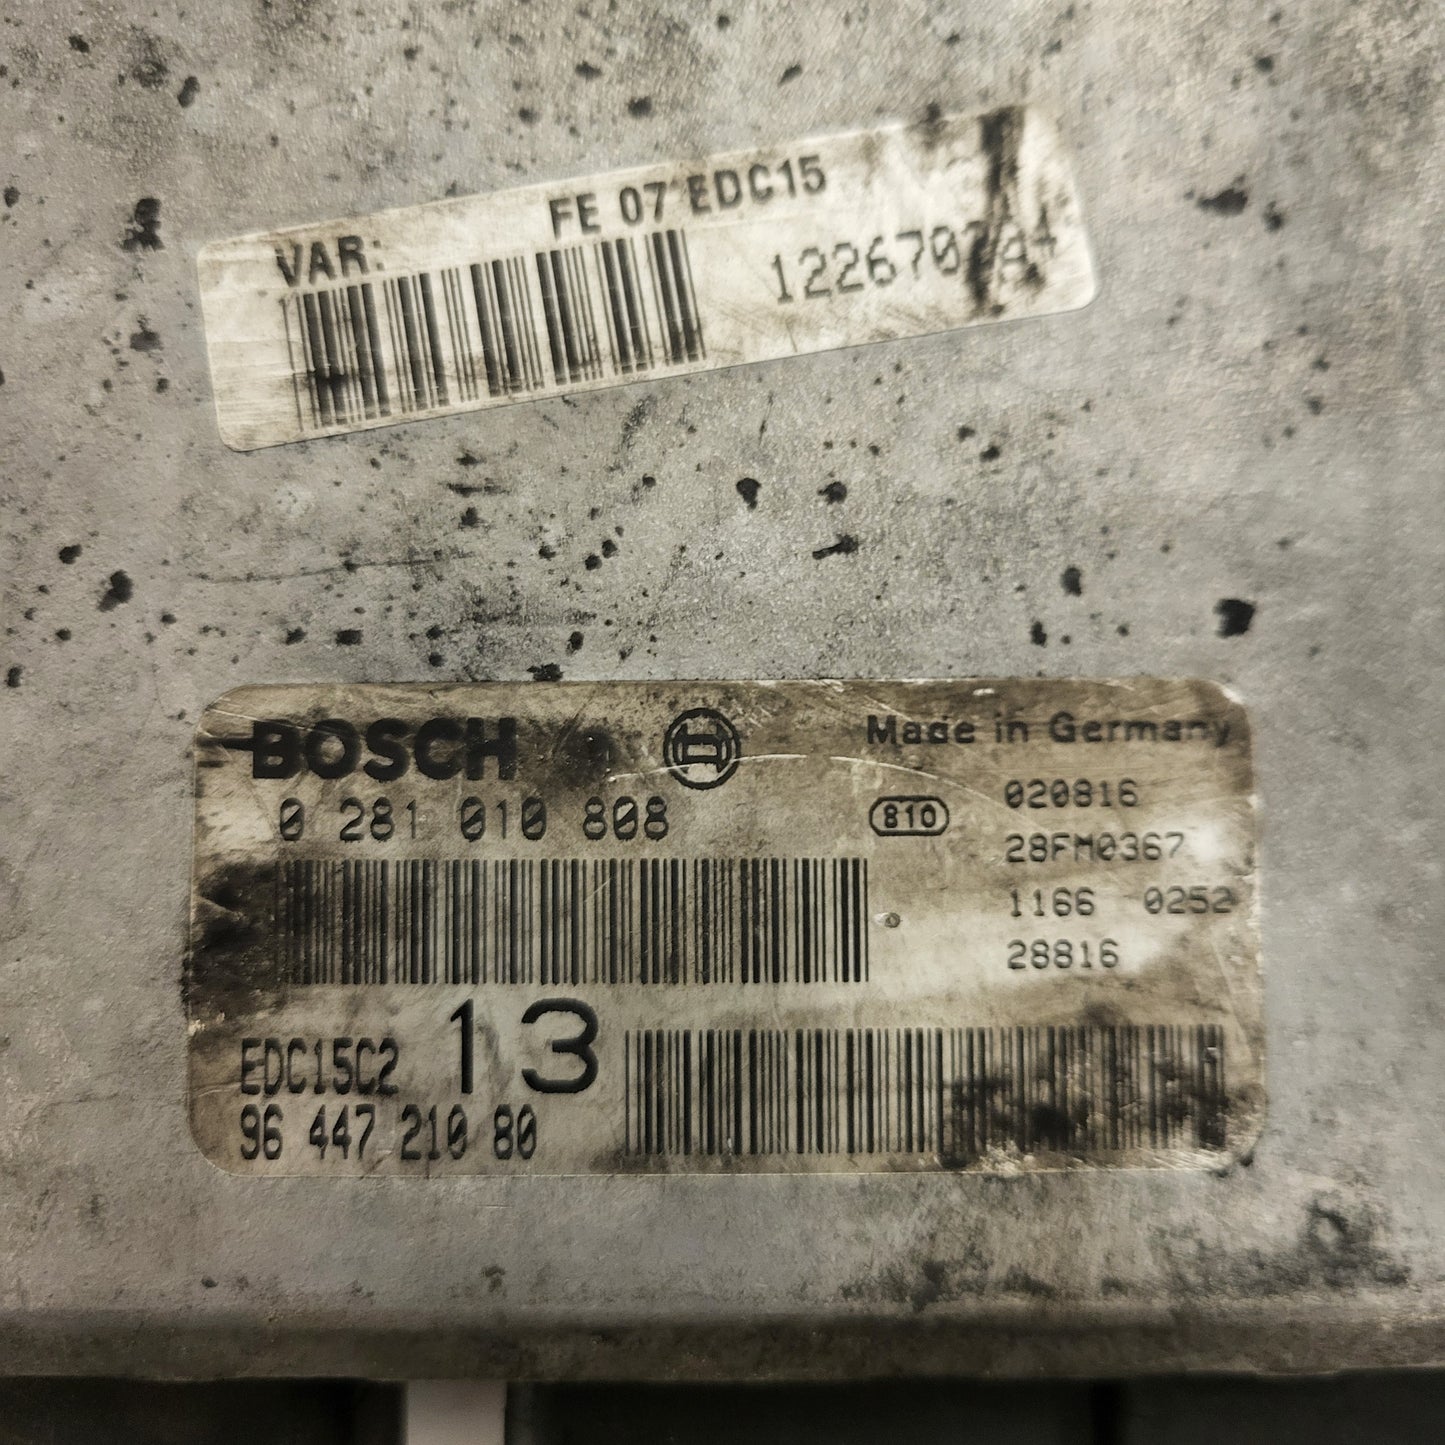 VAR: FE 07 EDC15
BOSCH Made in Germany
0 281 010 808 810 020816
28FM0367
1166 0252
28816
EDC15C2 13
96 447 210 80